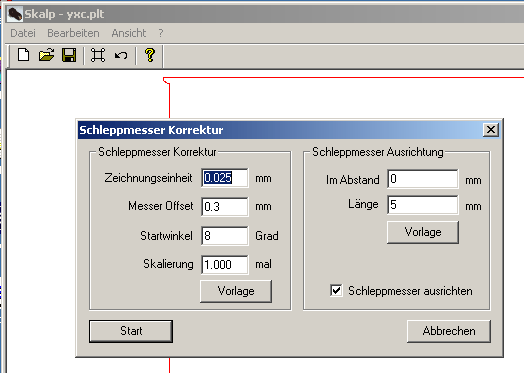 Skalp - yxc.plt
Datei Bearbeiten Ansicht ?
Schleppmesser Korrektur
Schleppmesser Korrektur
Zeichnungseinheit 0.025 mm
Messer Offset 0.3 mm
Startwinkel 8 Grad
Skalierung 1.000 mal
Vorlage
Schleppmesser Ausrichtung
Im Abstand 0 mm
Länge 5 mm
Vorlage
Schleppmesser ausrichten
Start Abbrechen